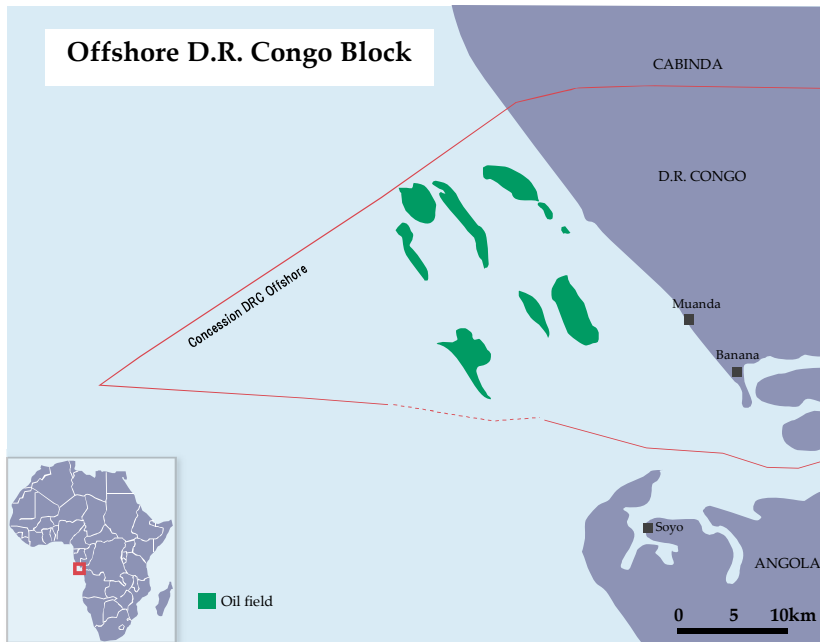 Offshore D.R. Congo Block
CABINDA
D.R. CONGO
Concession DRC Offshore
Muanda
Banana
Soyo
ANGOLA
Oil field
0 5 10km